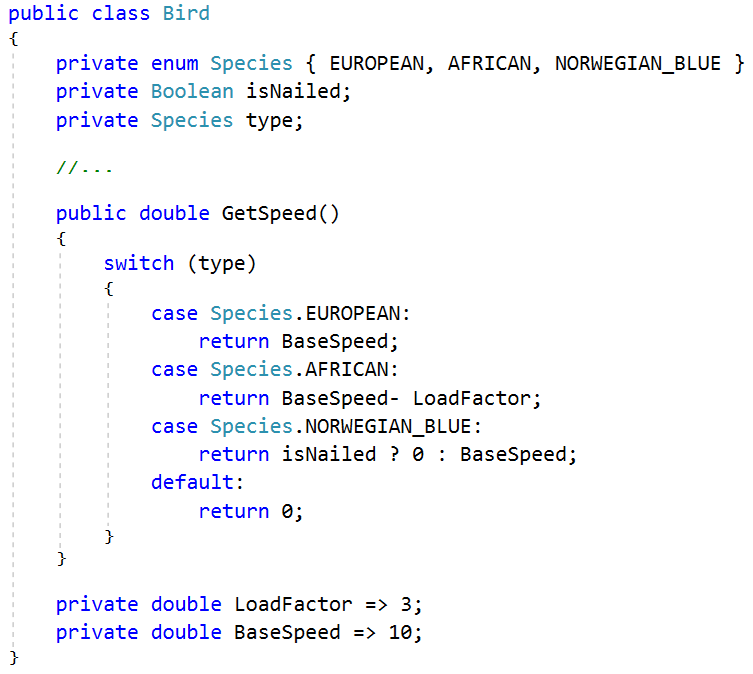 public class Bird
{
    private enum Species { EUROPEAN, AFRICAN, NORWEGIAN_BLUE }
    private Boolean isNailed;
    private Species type;

    //...

    public double GetSpeed()
    {
        switch (type)
        {
            case Species.EUROPEAN:
                return BaseSpeed;
            case Species.AFRICAN:
                return BaseSpeed- LoadFactor;
            case Species.NORWEGIAN_BLUE:
                return isNailed ? 0 : BaseSpeed;
            default:
                return 0;
        }
    }

    private double LoadFactor => 3;
    private double BaseSpeed => 10;
}